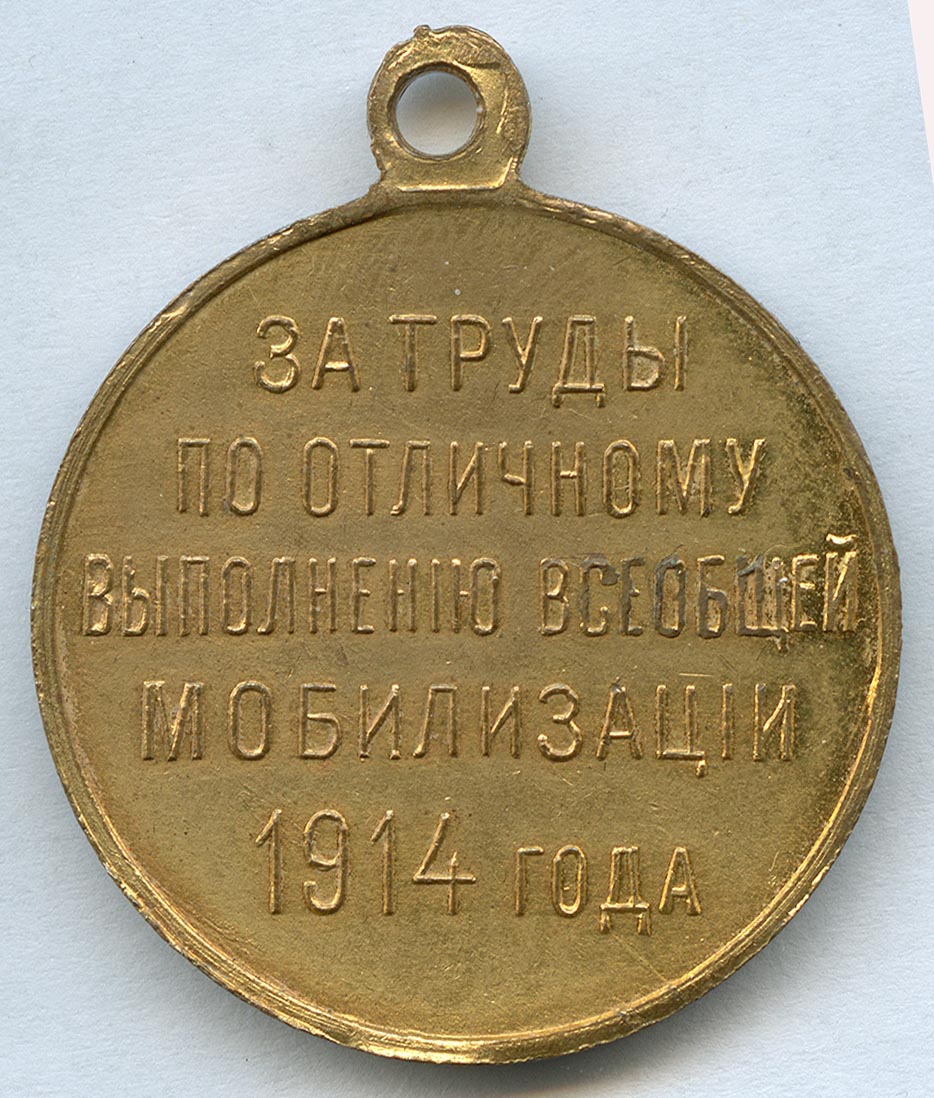 ЗА ТРУДЫ
ПО ОТЛИЧНОМУ
ВЫПОЛНЕНІЮ ВСЕОБЩЕЙ
МОБИЛИЗАЦІИ
1914 ГОДА